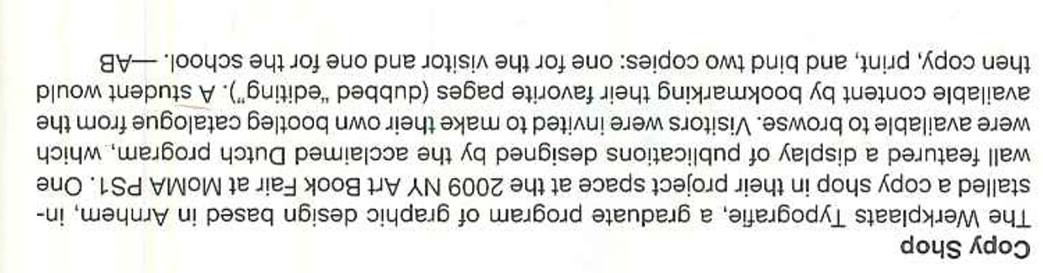 Copy Shop
The Werkplaats Typografie, a graduate program of graphic design based in Arnhem, in-
stalled a copy shop in their project space at the 2009 NY Art Book Fair at MoMA PS1. One
wall featured a display of publications designed by the acclaimed Dutch program, which
were available to browse. Visitors were invited to make their own bootleg catalogue from the
available content by bookmarking their favorite pages (dubbed "editing"). A student would
then copy, print, and bind two copies: one for the visitor and one for the school. —AB